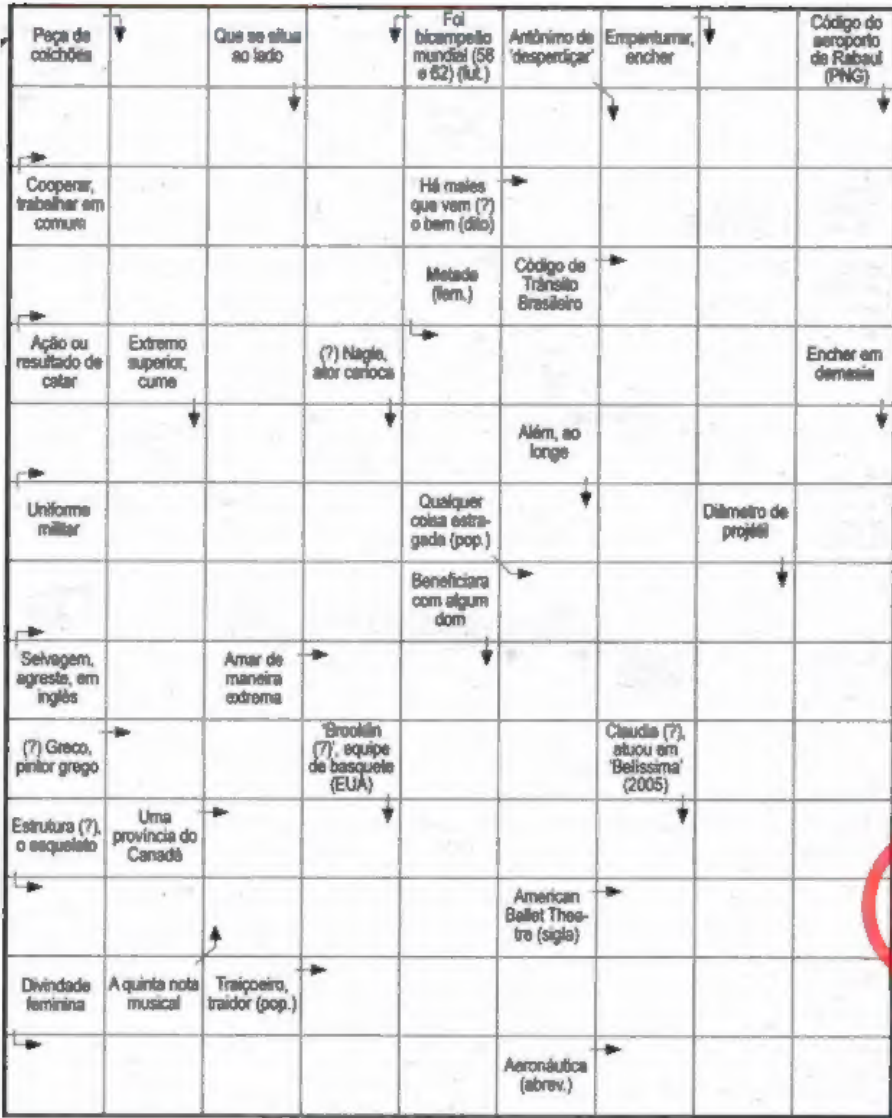 Peça de
colchões
Que se situa
ao lado
Foi
bicampeão
mundial (58
e 62) (fut.)
Antônimo de
'desperdiçar'
Empanturrar,
encher
Código do
aeroporto
de Rabaul
(PNG)
Cooperar,
trabalhar em
comum
Há males
que vem (?)
o bem (dito)
Metade
(fem.)
Código de
Trânsito
Brasileiro
Ação ou
resultado de
catar
Extremo
superior,
cume
(?) Nagle,
ator carioca
Encher em
demasia
Além, ao
longe
Uniforme
militar
Qualquer
coisa estra-
gada (pop.)
Diâmetro de
projétil
Beneficiara
com algum
dom
Selvagem,
agreste, em
inglês
Amar de
maneira
extrema
(?) Greco,
pintor grego
'Brooklin
(?)', equipe
de basquete
(EUA)
Claudia (?),
atuou em
'Belíssima'
(2005)
Estrutura (?),
o esqueleto
Uma
província do
Canadá
American
Ballet Thea-
tre (sigla)
Divindade
feminina
A quinta nota
musical
Traiçoeiro,
traidor (pop.)
Aeronáutica
(abrev.)